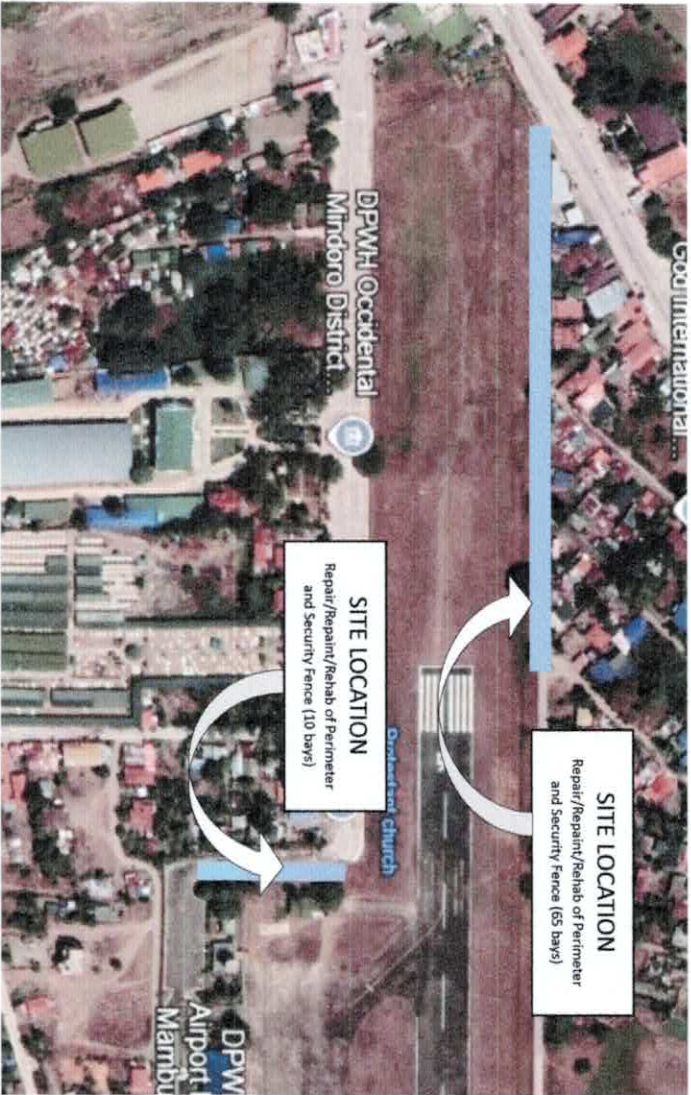 God International...
SITE LOCATION
Repair/Repaint/Rehab of Perimeter
and Security Fence (65 bays)
DPWH Occidental
Mindoro District...
Protestant church
SITE LOCATION
Repair/Repaint/Rehab of Perimeter
and Security Fence (10 bays)
DPW
Airport
Mambu